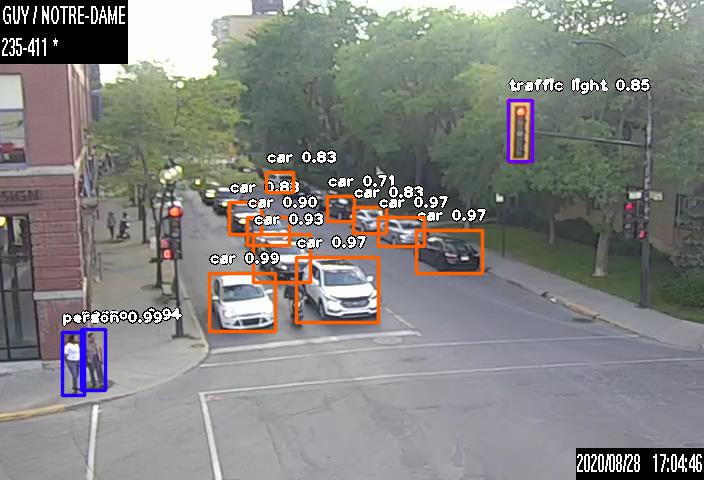 GUY / NOTRE-DAME
235-411 *
traffic light 0.85
car 0.83
car 0.71
car 0.83
car 0.90
car 0.97
car 0.93
car 0.97
car 0.97
car 0.99
person 0.99
SIGN
2020/08/28 17:04:46